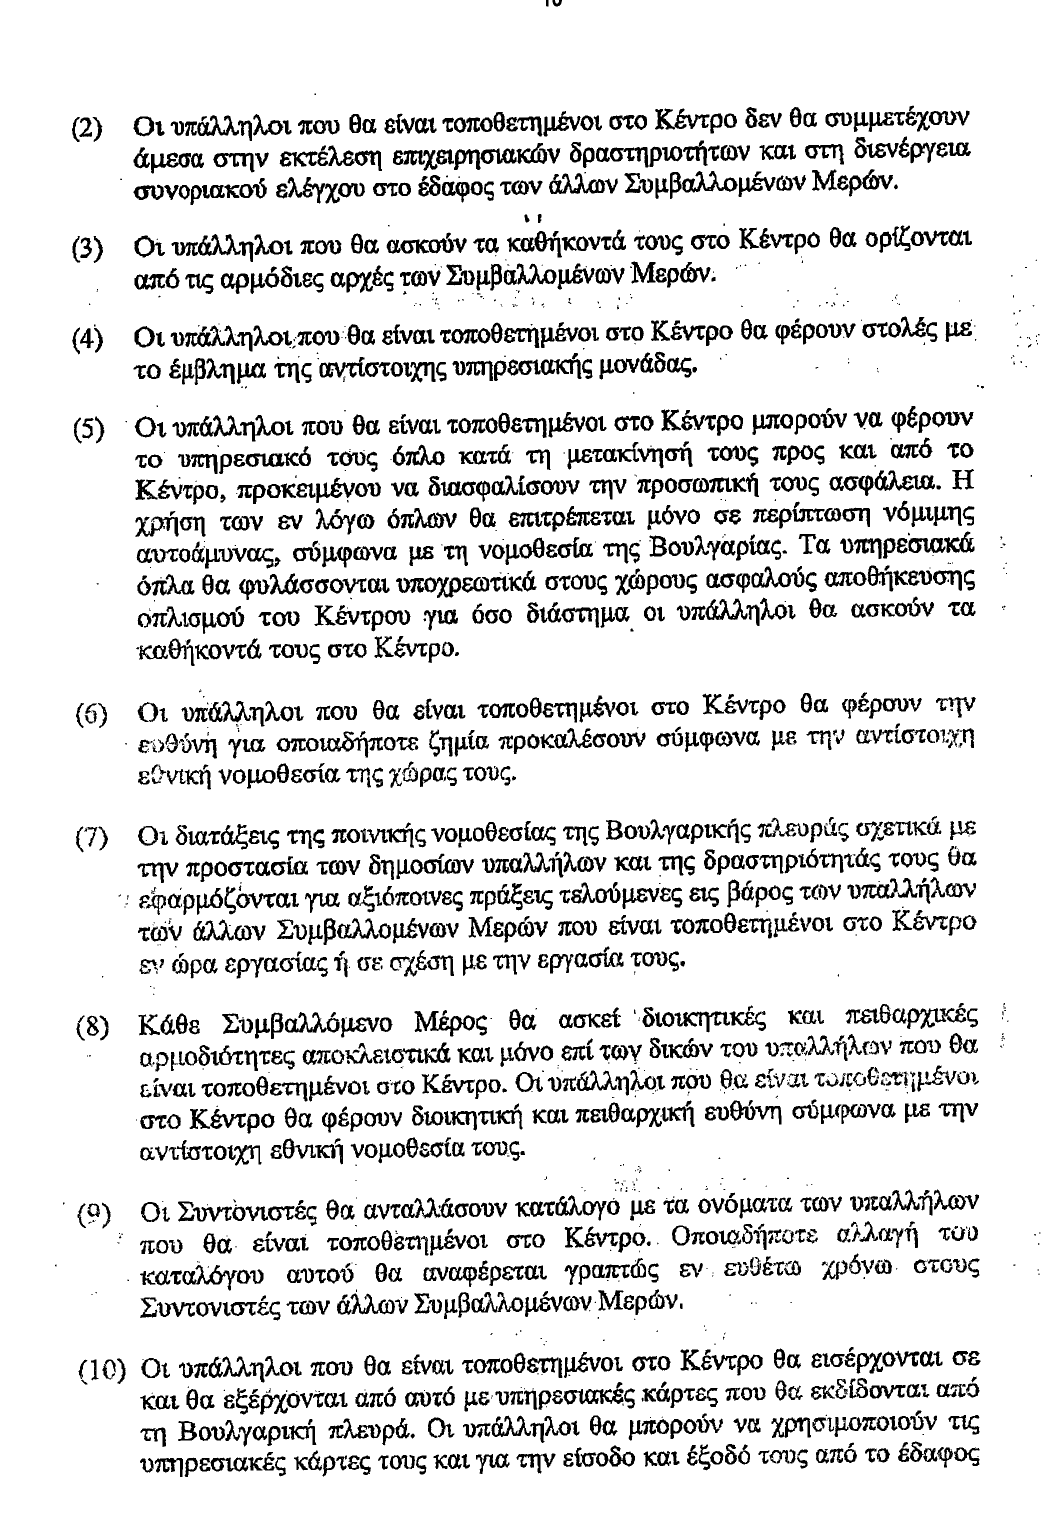 (2) Οι υπάλληλοι που θα είναι τοποθετημένοι στο Κέντρο δεν θα συμμετέχουν
άμεσα στην εκτέλεση επιχειρησιακών δραστηριοτήτων και στη διενέργεια
συνοριακού ελέγχου στο έδαφος των άλλων Συμβαλλομένων Μερών.
(3) Οι υπάλληλοι που θα ασκούν τα καθήκοντά τους στο Κέντρο θα ορίζονται
από τις αρμόδιες αρχές των Συμβαλλομένων Μερών.
(4) Οι υπάλληλοι που θα είναι τοποθετημένοι στο Κέντρο θα φέρουν στολές με
το έμβλημα της αντίστοιχης υπηρεσιακής μονάδας.
(5) Οι υπάλληλοι που θα είναι τοποθετημένοι στο Κέντρο μπορούν να φέρουν
το υπηρεσιακό τους όπλο κατά τη μετακίνησή τους προς και από το
Κέντρο, προκειμένου να διασφαλίσουν την προσωπική τους ασφάλεια. Η
χρήση των εν λόγω όπλων θα επιτρέπεται μόνο σε περίπτωση νόμιμης
αυτοάμυνας, σύμφωνα με τη νομοθεσία της Βουλγαρίας. Τα υπηρεσιακά
όπλα θα φυλάσσονται υποχρεωτικά στους χώρους ασφαλούς αποθήκευσης
οπλισμού του Κέντρου για όσο διάστημα οι υπάλληλοι θα ασκούν τα
καθήκοντά τους στο Κέντρο.
(6) Οι υπάλληλοι που θα είναι τοποθετημένοι στο Κέντρο θα φέρουν την
ευθύνη για οποιαδήποτε ζημία προκαλέσουν σύμφωνα με την αντίστοιχη
εθνική νομοθεσία της χώρας τους.
(7) Οι διατάξεις της ποινικής νομοθεσίας της Βουλγαρικής πλευράς σχετικά με
την προστασία των δημοσίων υπαλλήλων και της δραστηριότητάς τους θα
εφαρμόζονται για αξιόποινες πράξεις τελούμενες εις βάρος των υπαλλήλων
των άλλων Συμβαλλομένων Μερών που είναι τοποθετημένοι στο Κέντρο
εν ώρα εργασίας ή σε σχέση με την εργασία τους.
(8) Κάθε Συμβαλλόμενο Μέρος θα ασκεί διοικητικές και πειθαρχικές
αρμοδιότητες αποκλειστικά και μόνο επί των δικών του υπαλλήλων που θα
είναι τοποθετημένοι στο Κέντρο. Οι υπάλληλοι που θα είναι τοποθετημένοι
στο Κέντρο θα φέρουν διοικητική και πειθαρχική ευθύνη σύμφωνα με την
αντίστοιχη εθνική νομοθεσία τους.
(9) Οι Συντονιστές θα ανταλλάσουν κατάλογο με τα ονόματα των υπαλλήλων
που θα είναι τοποθετημένοι στο Κέντρο. Οποιαδήποτε αλλαγή του
καταλόγου αυτού θα αναφέρεται γραπτώς εν ευθέτω χρόνω στους
Συντονιστές των άλλων Συμβαλλομένων Μερών.
(10) Οι υπάλληλοι που θα είναι τοποθετημένοι στο Κέντρο θα εισέρχονται σε
και θα εξέρχονται από αυτό με υπηρεσιακές κάρτες που θα εκδίδονται από
τη Βουλγαρική πλευρά. Οι υπάλληλοι θα μπορούν να χρησιμοποιούν τις
υπηρεσιακές κάρτες τους και για την είσοδο και έξοδό τους από το έδαφος